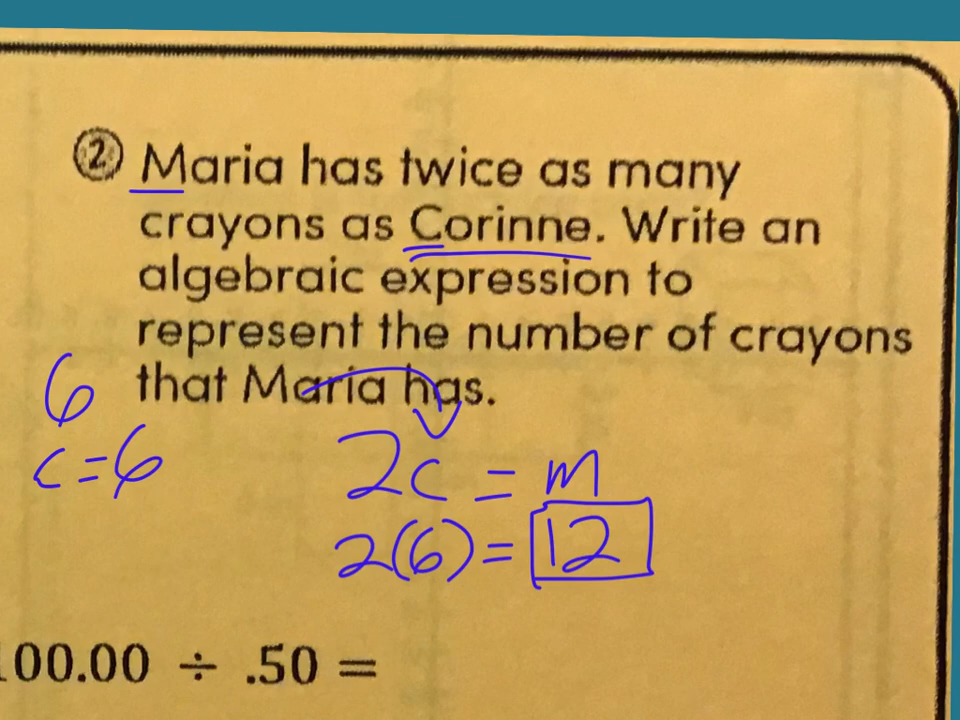 ② Maria has twice as many
crayons as Corinne. Write an
algebraic expression to
represent the number of crayons
that Maria has.
6
c=6
2c = m
2(6) = 12
100.00 ÷ .50 =